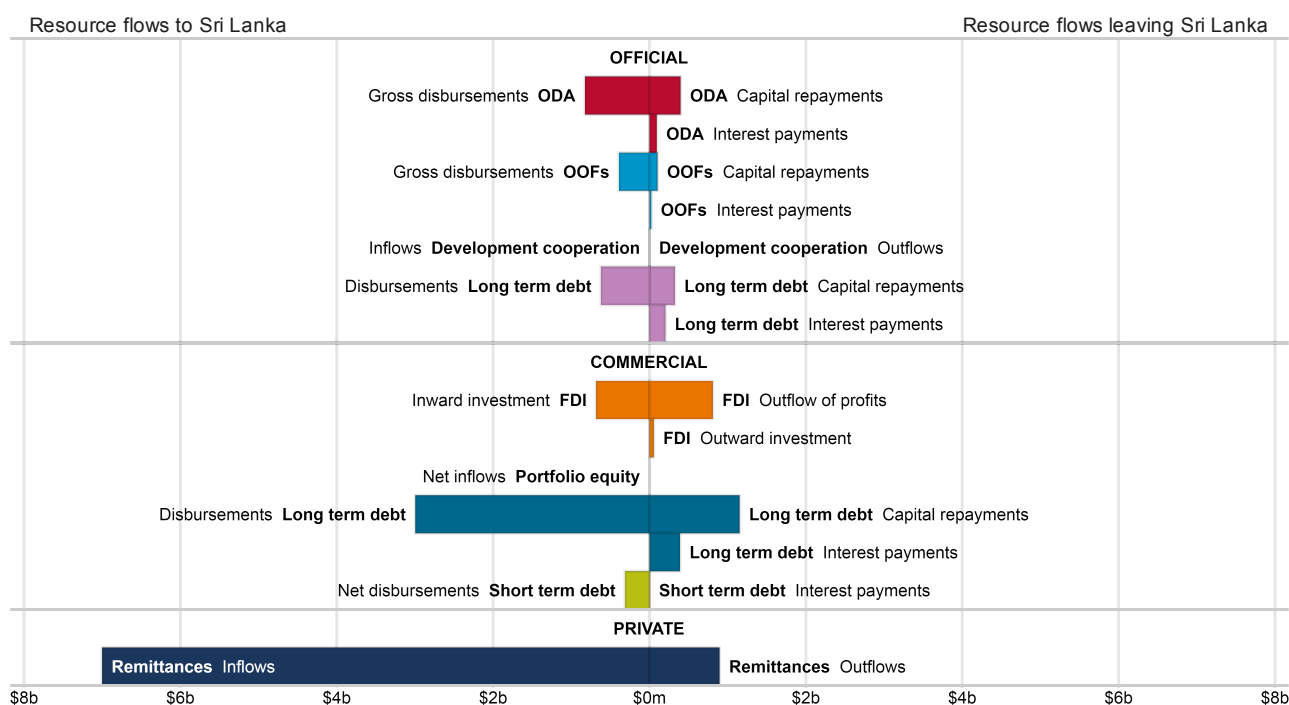 Resource flows to Sri Lanka Resource flows leaving Sri Lanka
OFFICIAL
Gross disbursements ODA ODA Capital repayments
ODA Interest payments
Gross disbursements OOFs OOFs Capital repayments
OOFs Interest payments
Inflows Development cooperation Development cooperation Outflows
Disbursements Long term debt Long term debt Capital repayments
Long term debt Interest payments
COMMERCIAL
Inward investment FDI FDI Outflow of profits
FDI Outward investment
Net inflows Portfolio equity
Disbursements Long term debt Long term debt Capital repayments
Long term debt Interest payments
Net disbursements Short term debt Short term debt Interest payments
PRIVATE
Remittances Inflows Remittances Outflows
$8b $6b $4b $2b $0m $2b $4b $6b $8b